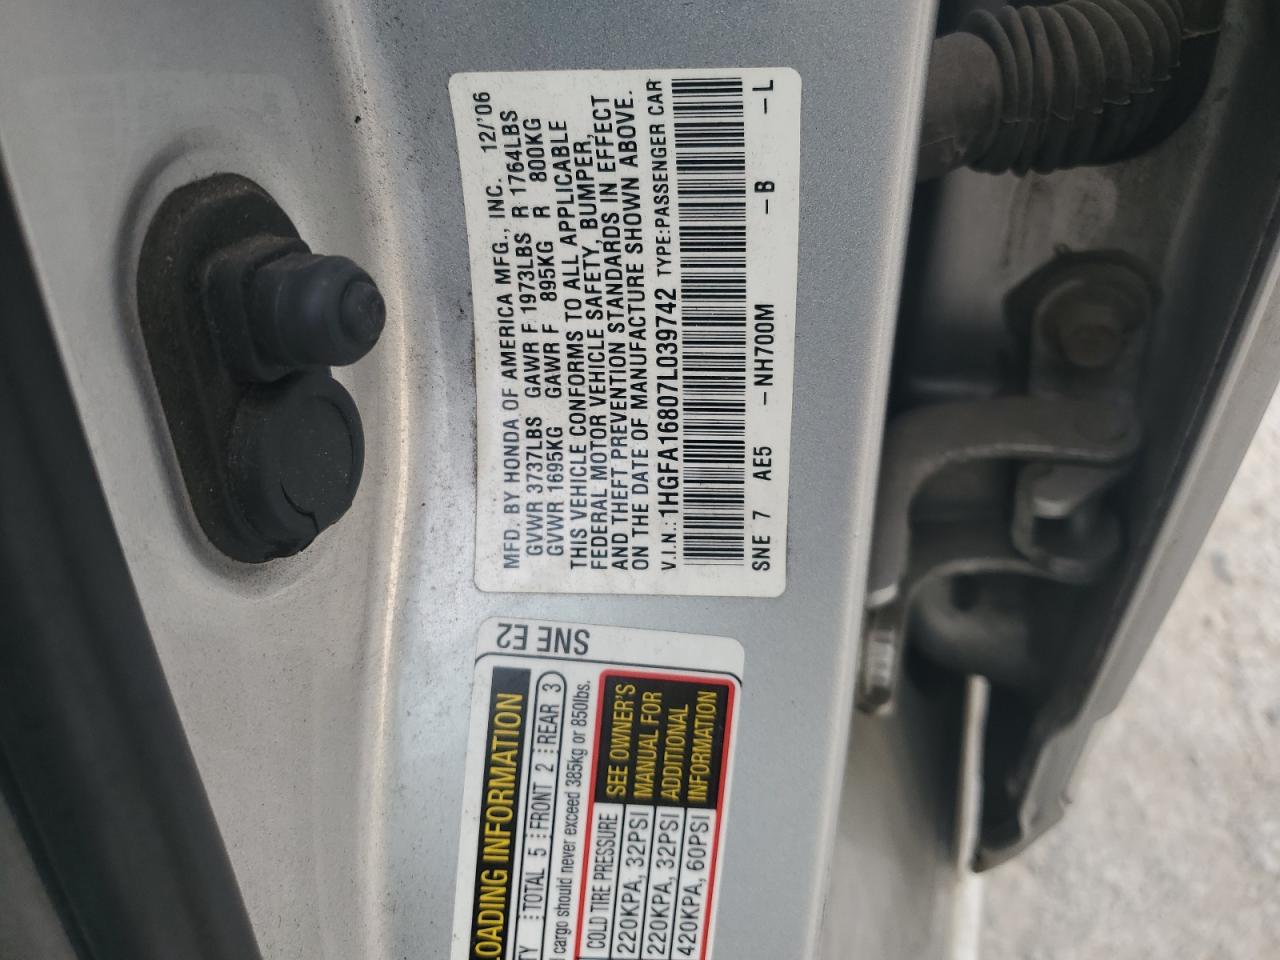 MFD. BY HONDA OF AMERICA MFG., INC. 12/'06
GVWR 3737LBS GAWR F 1973LBS R 1764LBS
GVWR 1695KG GAWR F 895KG R 800KG
THIS VEHICLE CONFORMS TO ALL APPLICABLE
FEDERAL MOTOR VEHICLE SAFETY, BUMPER,
AND THEFT PREVENTION STANDARDS IN EFFECT
ON THE DATE OF MANUFACTURE SHOWN ABOVE.
V.I.N.: 1HGFA16807L039742 TYPE:PASSENGER CAR
SNE 7 AE5 -NH700M -B -L
SNE E2
LOADING INFORMATION
TOTAL 5 FRONT 2 REAR 3
cargo should never exceed 385kg or 850lbs.
COLD TIRE PRESSURE
220KPA, 32PSI
220KPA, 32PSI
420KPA, 60PSI
SEE OWNER'S
MANUAL FOR
ADDITIONAL
INFORMATION